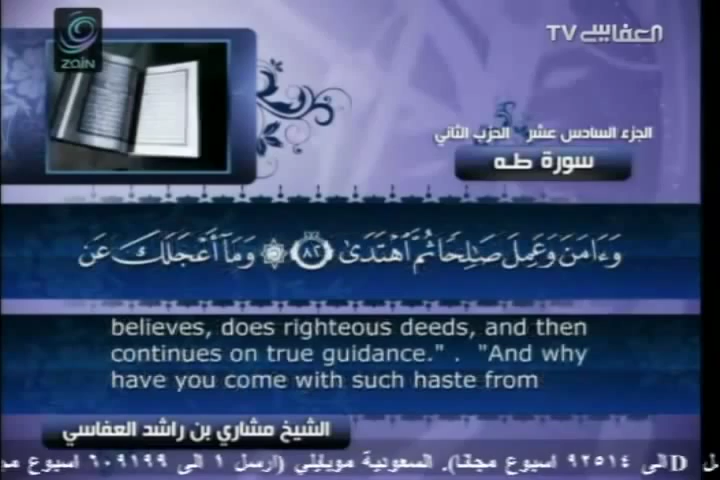 zain
العفاسي TV
الجزء السادس عشر الحزب الثاني
سورة طه
وَءَامَنَ وَعَمِلَ صَـٰلِحًا ثُمَّ ٱهْتَدَىٰ ٨٢ ۞ وَمَآ أَعْجَلَكَ عَن
believes, does righteous deeds, and then
continues on true guidance." . "And why
have you come with such haste from
الشيخ مشاري بن راشد العفاسي
ل Dالى ٩٢٥١٤ اسبوع مجانا). السعودية موبايلي (ارسل ١ الى ٦٠٩١٩٩ اسبوع مج